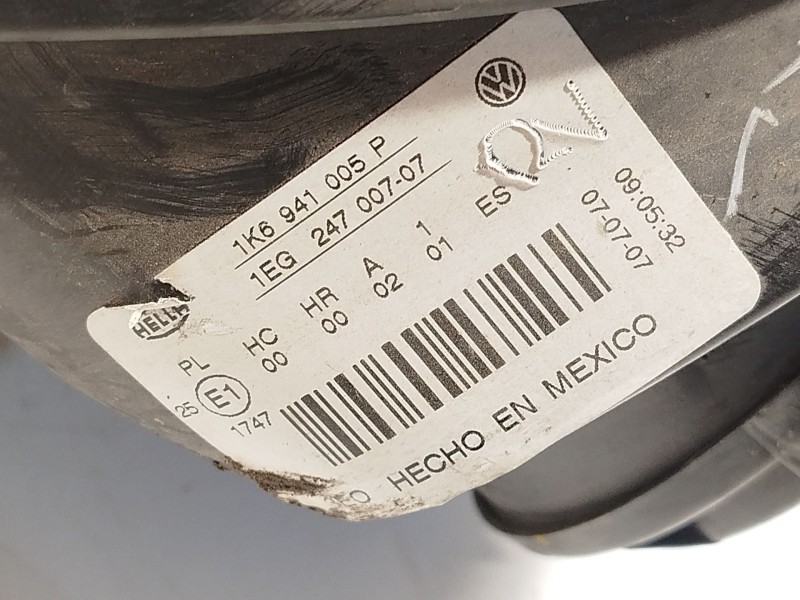 VW
1K6 941 005 P
1EG 247 007-07
HELLA
HC HR A 1
00 00 02 01 ES
PL
25 E1 1747
09:05:32
07-07-07
HECHO EN MEXICO